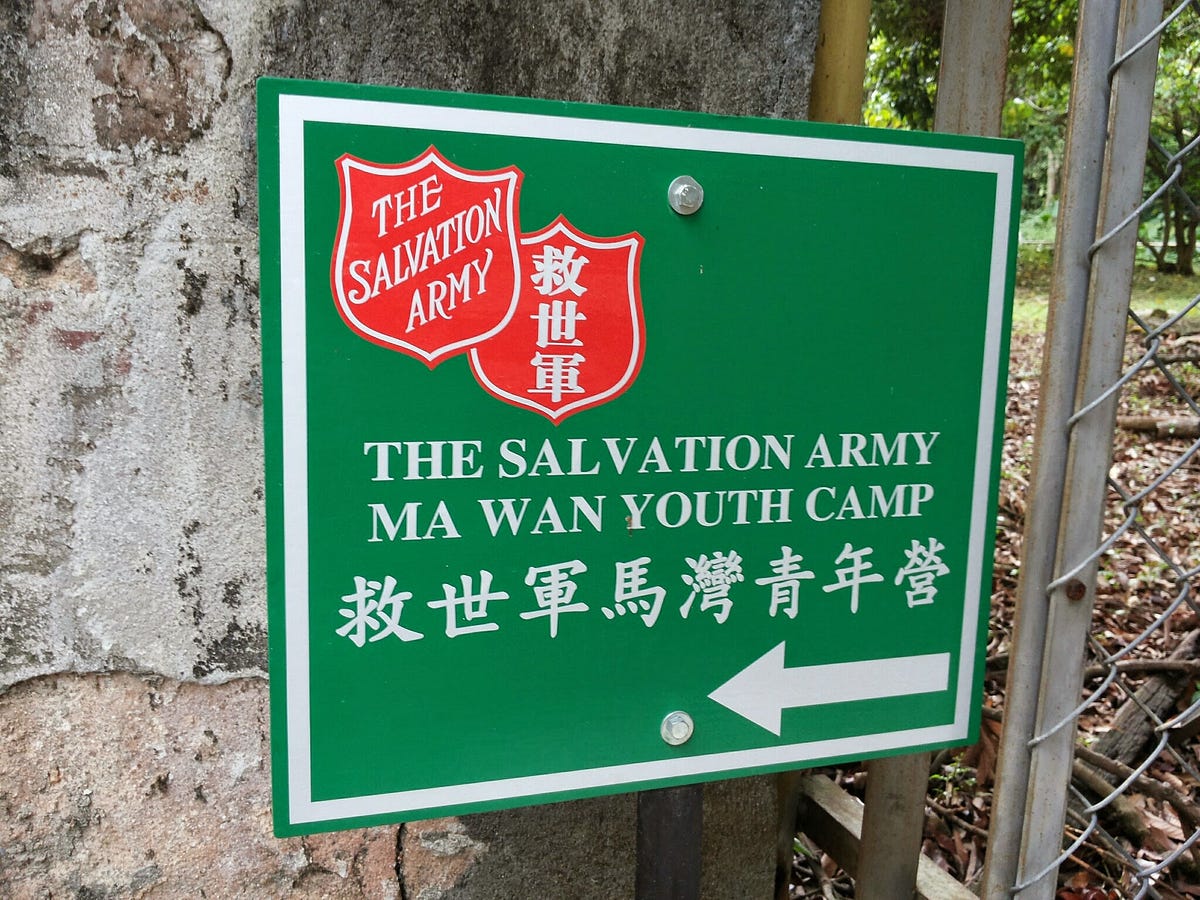 THE
SALVATION
ARMY
救世軍
THE SALVATION ARMY
MA WAN YOUTH CAMP
救世軍馬灣青年營